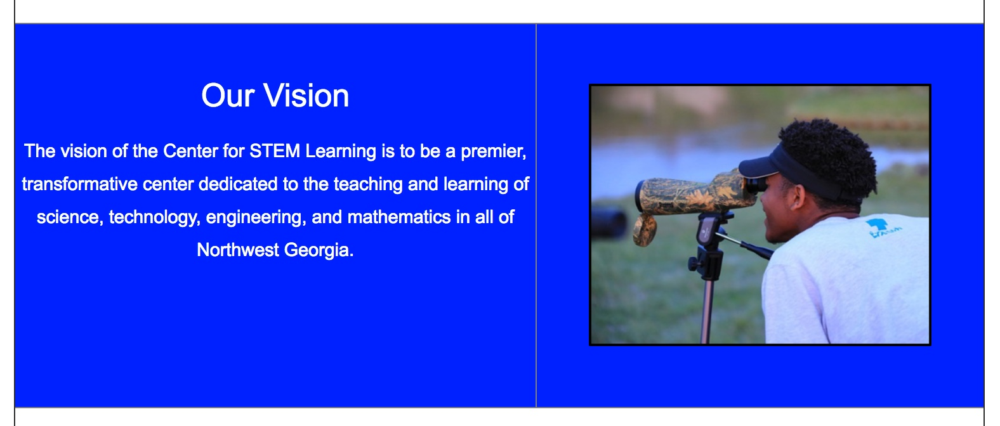 Our Vision
The vision of the Center for STEM Learning is to be a premier,
transformative center dedicated to the teaching and learning of
science, technology, engineering, and mathematics in all of
Northwest Georgia.